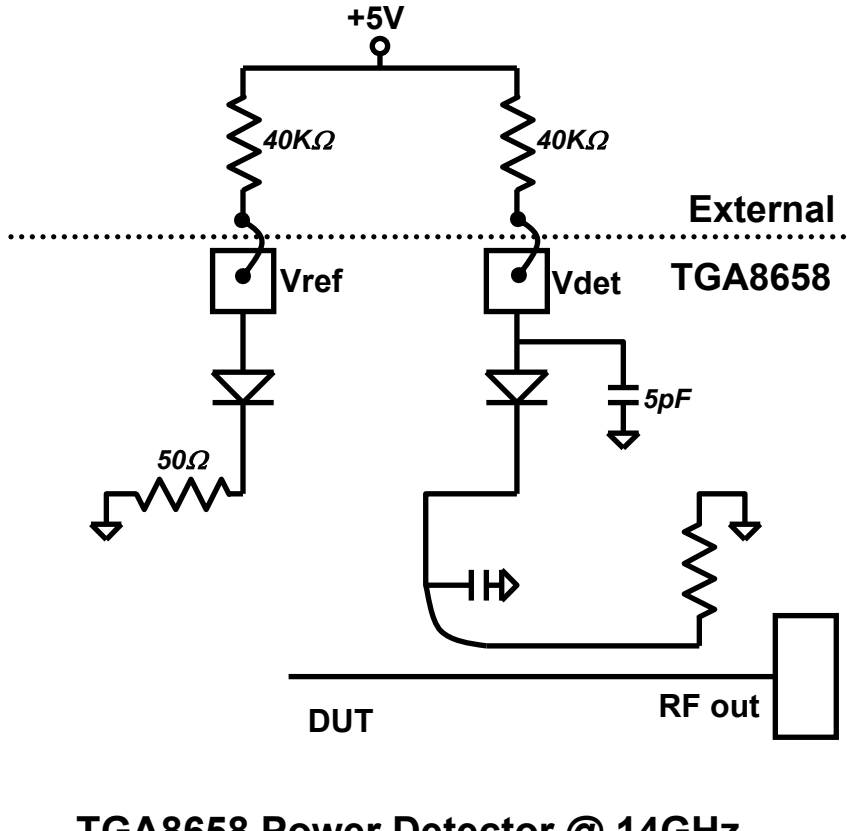 +5V
40KΩ
40KΩ
External
Vref
Vdet
TGA8658
5pF
50Ω
DUT
RF out
TGA8658 Power Detector @ 14GHz